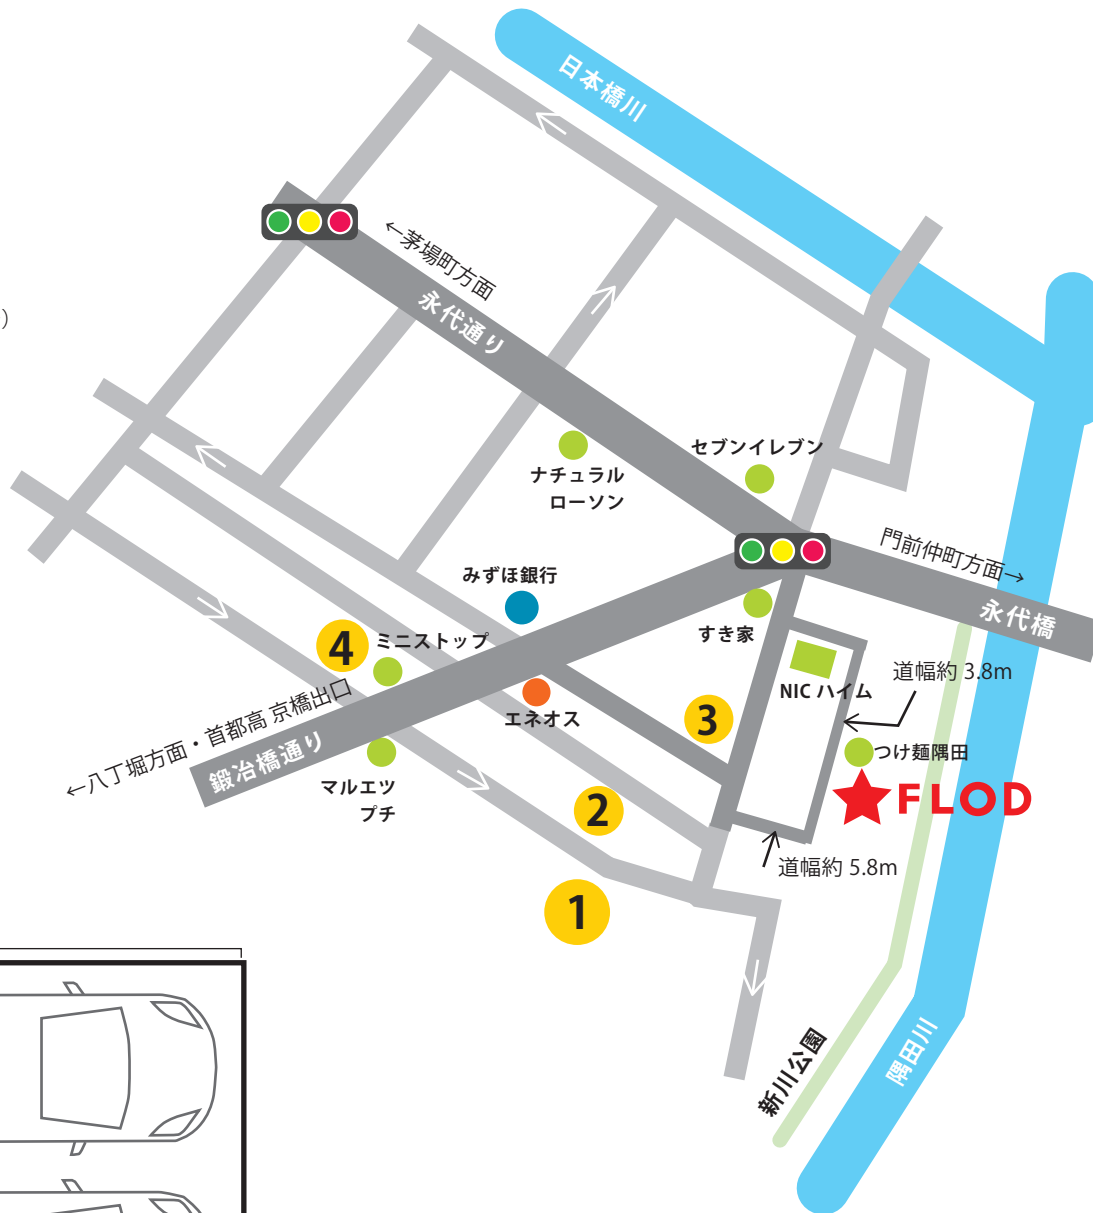 日本橋川
←茅場町方面
永代通り
）
セブンイレブン
ナチュラル
ローソン
門前仲町方面→
永代橋
みずほ銀行
すき家
4
ミニストップ
NIC ハイム
道幅約 3.8m
エネオス
3
つけ麺隅田
←八丁堀方面・首都高 京橋出口
鍛冶橋通り
マルエツ
プチ
FLOD
2
道幅約 5.8m
1
新川公園
隅田川